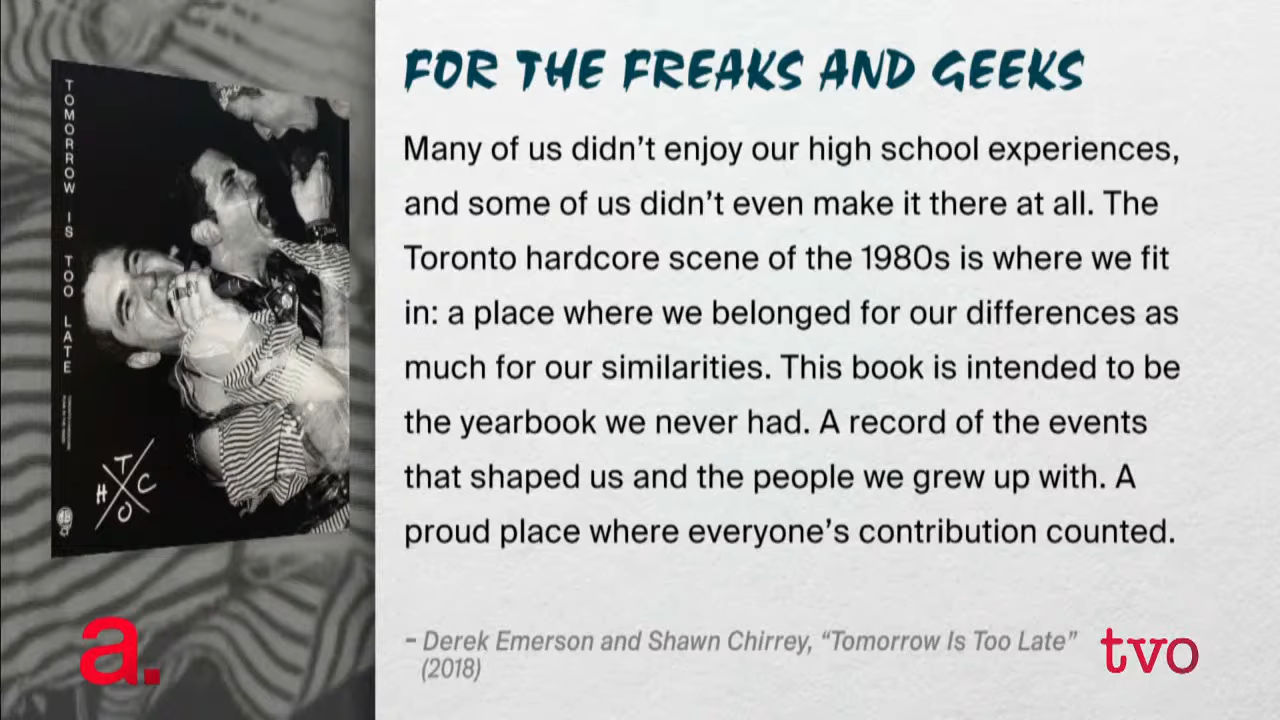 TOMORROW IS TOO LATE
T
H C
O
FOR THE FREAKS AND GEEKS
Many of us didn’t enjoy our high school experiences,
and some of us didn’t even make it there at all. The
Toronto hardcore scene of the 1980s is where we fit
in: a place where we belonged for our differences as
much for our similarities. This book is intended to be
the yearbook we never had. A record of the events
that shaped us and the people we grew up with. A
proud place where everyone’s contribution counted.
– Derek Emerson and Shawn Chirrey, “Tomorrow Is Too Late”
(2018)
a.
tvo